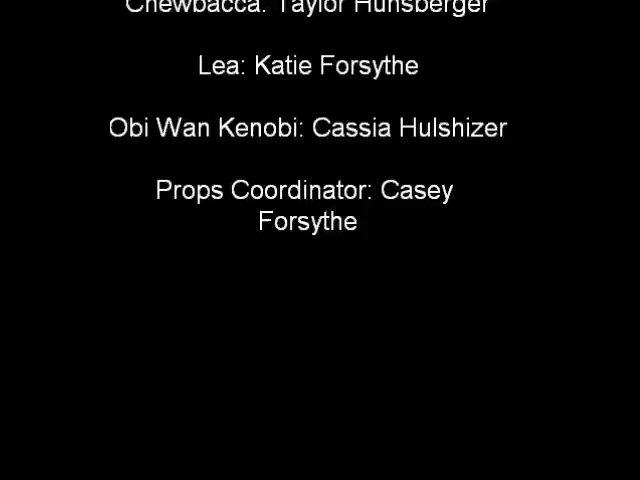 Chewbacca: Taylor Hunsberger
Lea: Katie Forsythe
Obi Wan Kenobi: Cassia Hulshizer
Props Coordinator: Casey
Forsythe